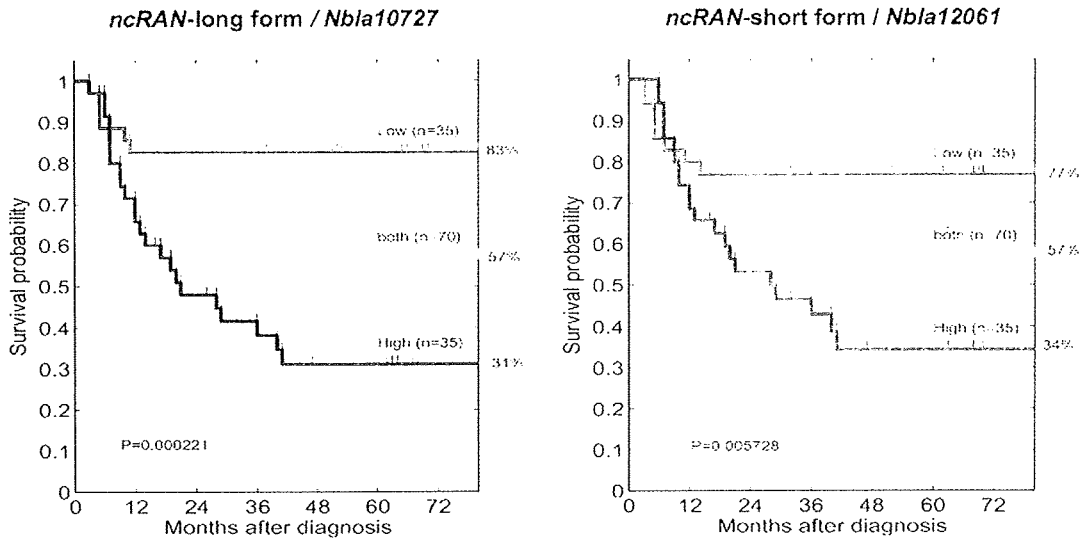 ncRAN-long form / Nbla10727
1
0.9
0.8
0.7
0.6
0.5
0.4
0.3
0.2
0.1
0
Survival probability
Low (n=35)
83%
both (n-70)
57%
High (n=35)
31%
P=0.000221
0 12 24 36 48 60 72
Months after diagnosis
ncRAN-short form / Nbla12061
1
0.9
0.8
0.7
0.6
0.5
0.4
0.3
0.2
0.1
0
Survival probability
Low (n-35)
77%
both (n-70)
57%
High (n-35)
34%
P=0.005728
0 12 24 36 48 60 72
Months after diagnosis